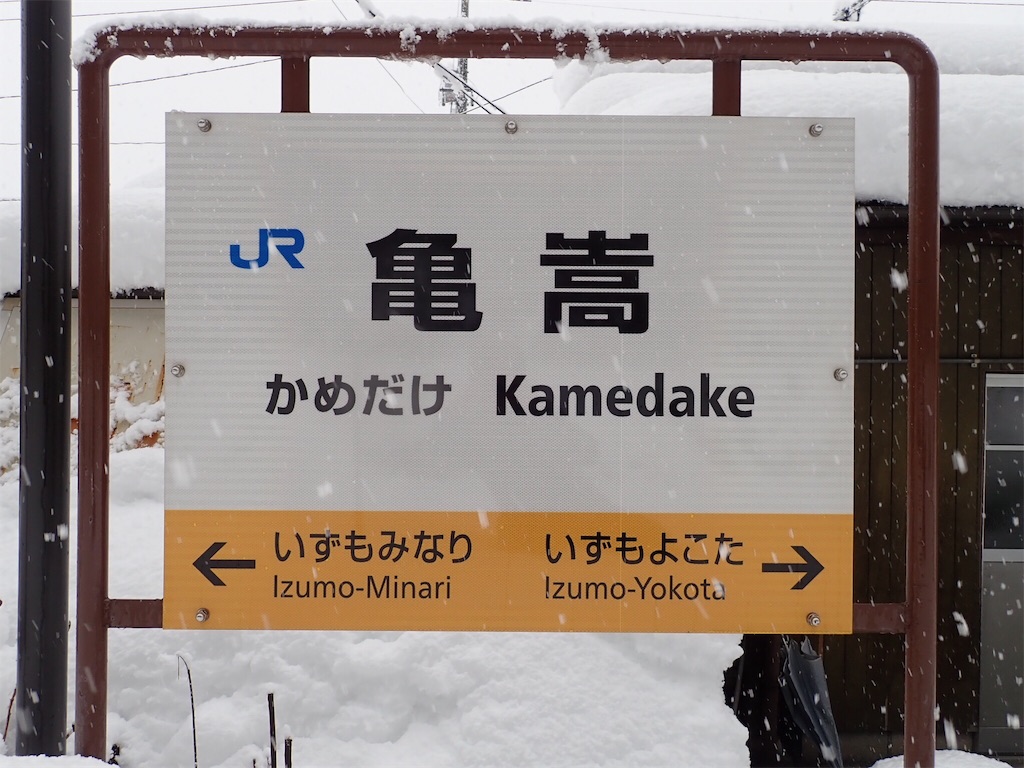 JR 亀嵩
かめだけ Kamedake
← いずもみなり いずもよこた →
Izumo-Minari Izumo-Yokota